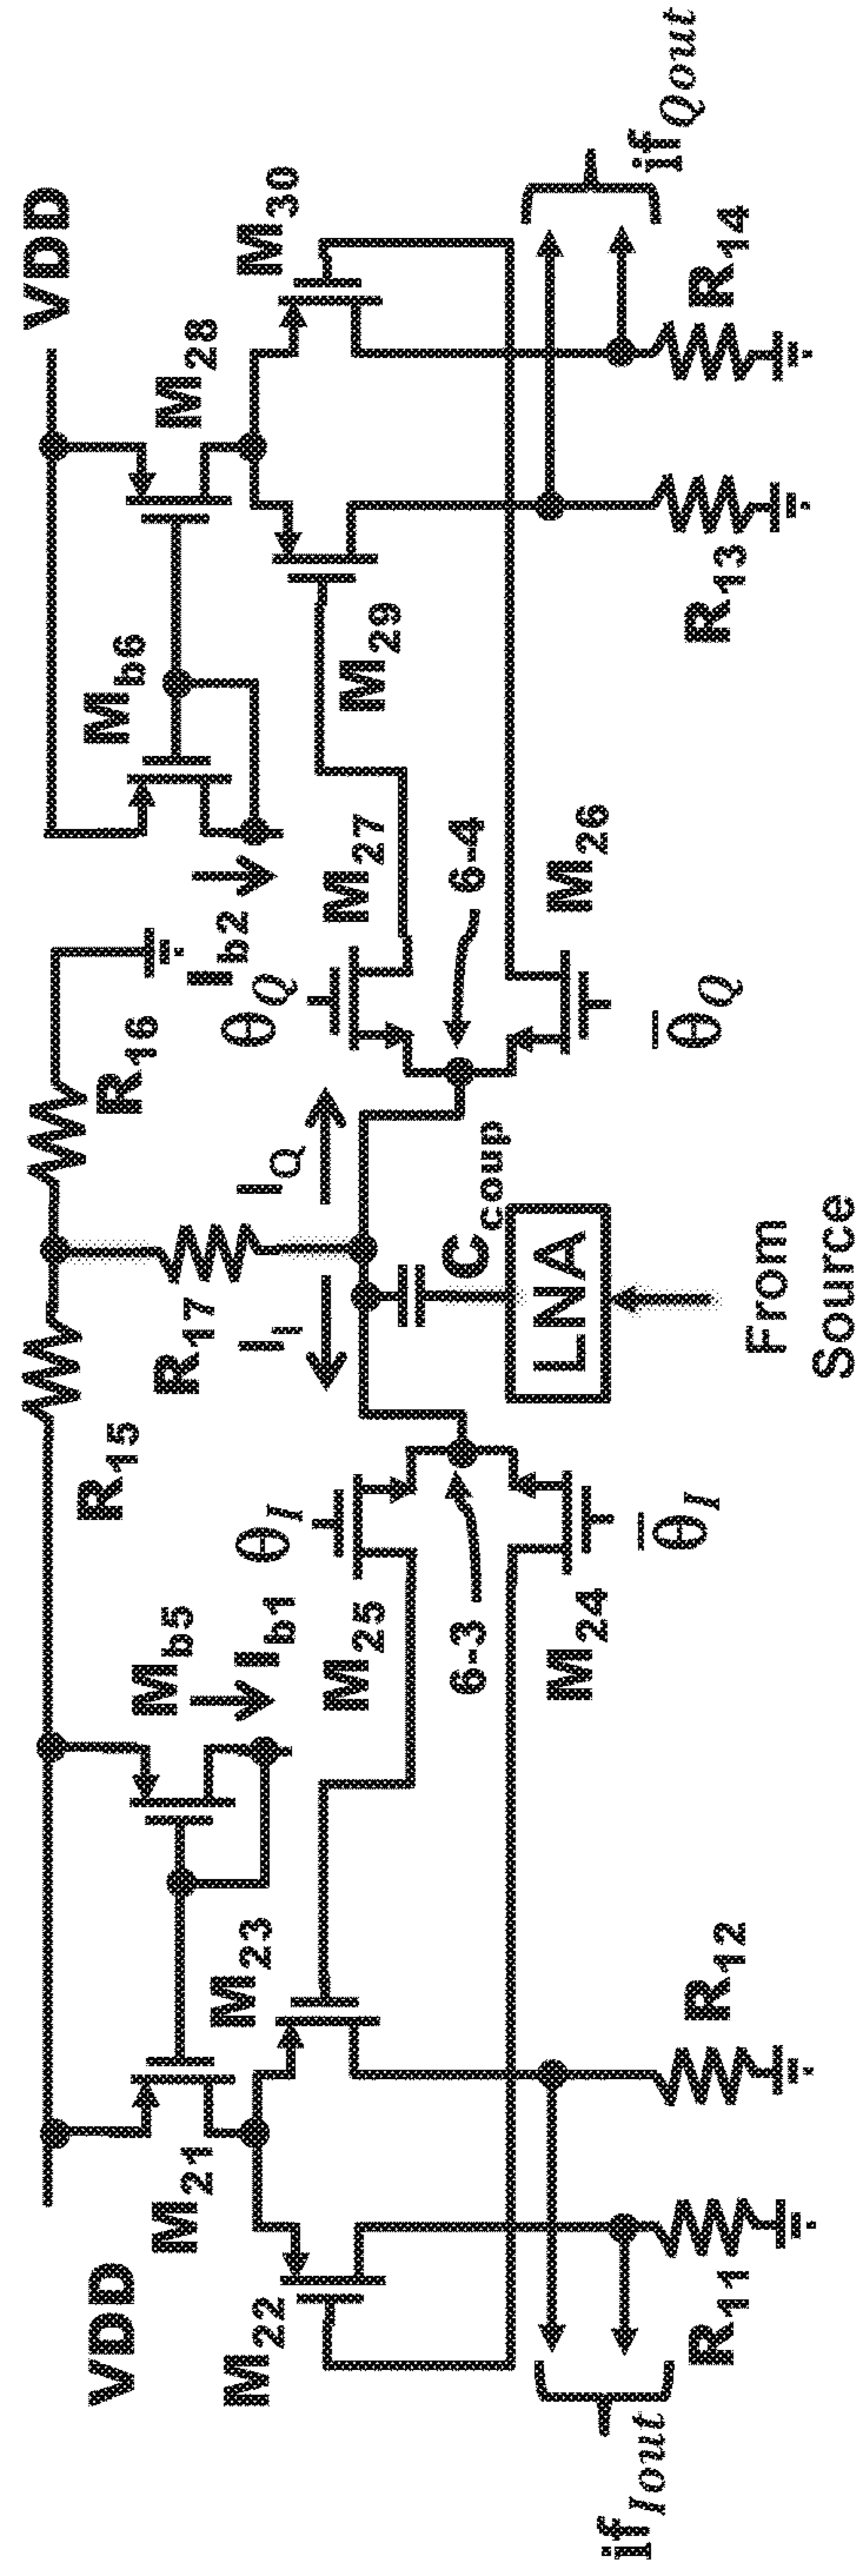 VDD
VDD
M21
M22
M23
Mb5
Ib1
R15
R16
R17
II
IQ
θI
M25
6-3
M24
θ̅I
R11
R12
ifIout
Ccoup
LNA
From
Source
θQ
M27
6-4
M26
θ̅Q
Ib2
Mb6
M28
M29
M30
R13
R14
ifQout